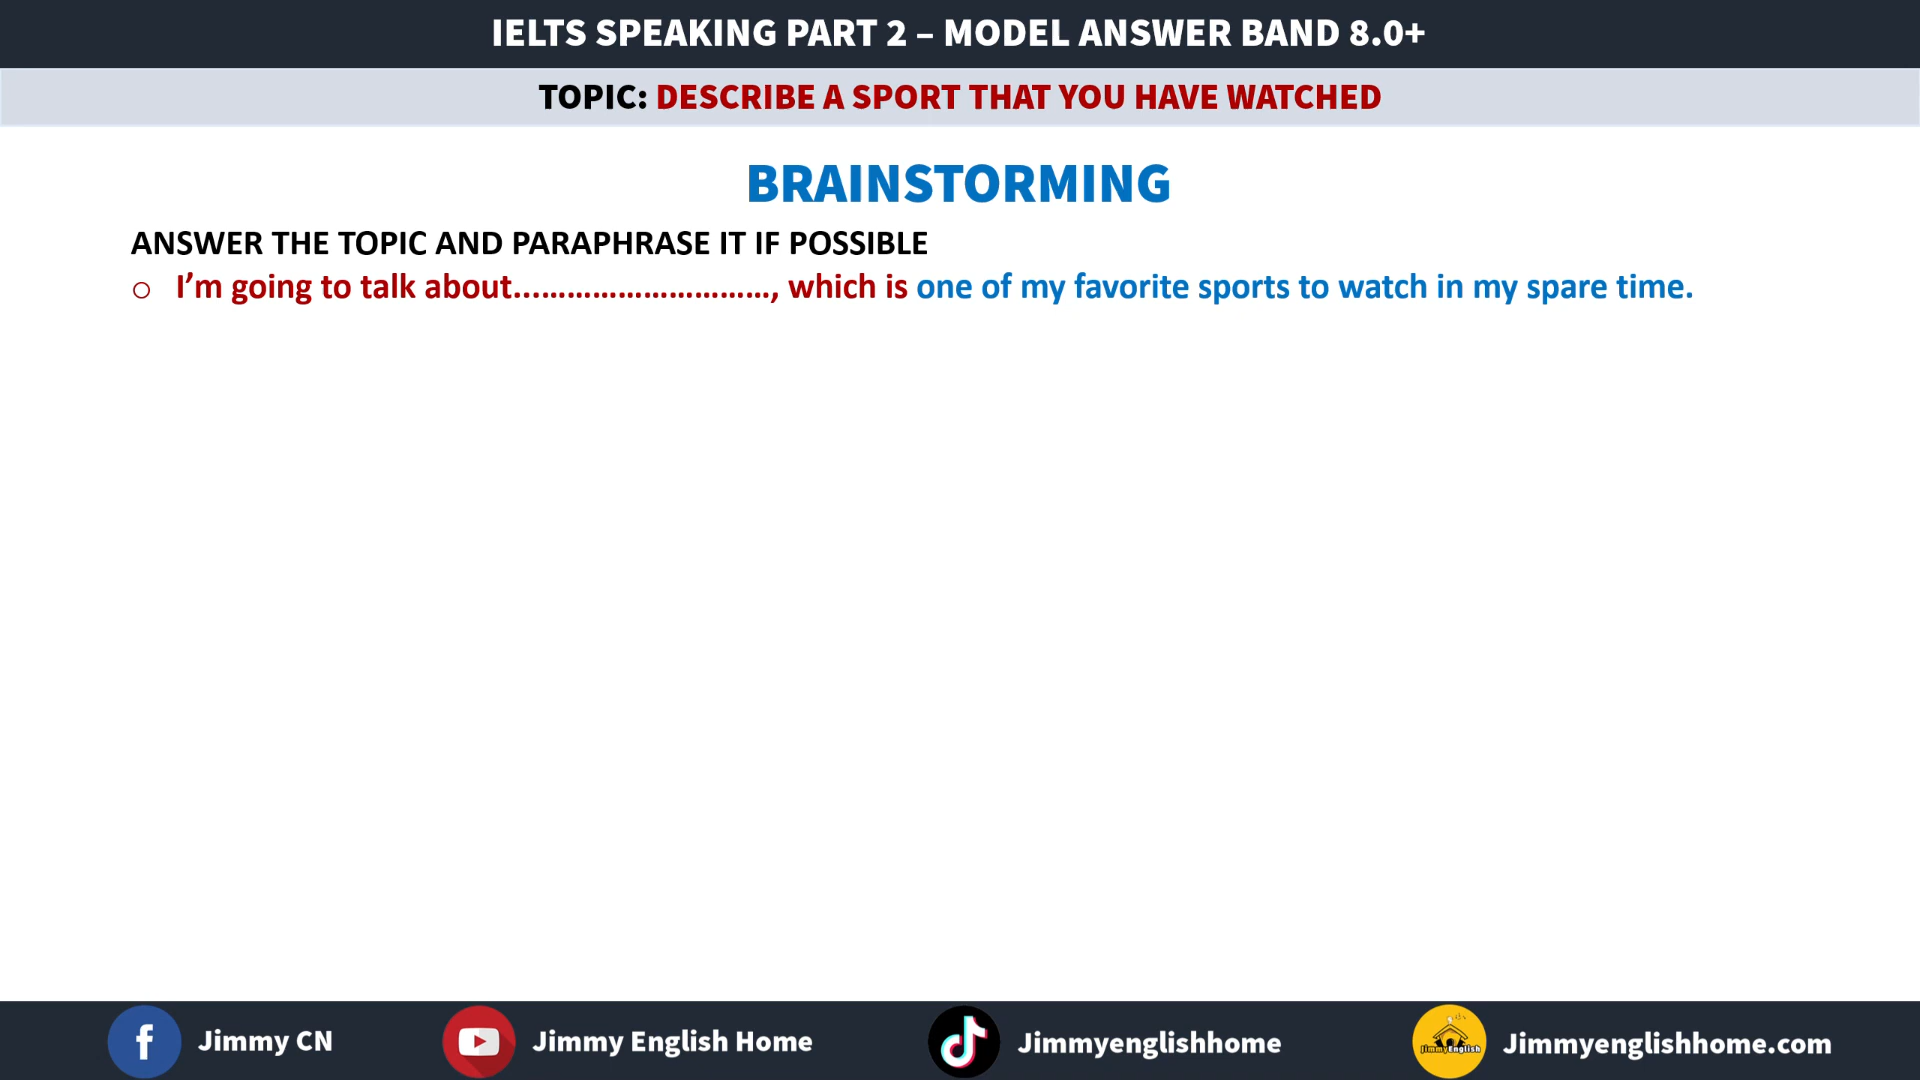 IELTS SPEAKING PART 2 – MODEL ANSWER BAND 8.0+
TOPIC: DESCRIBE A SPORT THAT YOU HAVE WATCHED
BRAINSTORMING
ANSWER THE TOPIC AND PARAPHRASE IT IF POSSIBLE
○ I’m going to talk about..............................., which is one of my favorite sports to watch in my spare time.
Jimmy CN
Jimmy English Home
Jimmyenglishhome
JimmyEnglish
Jimmyenglishhome.com